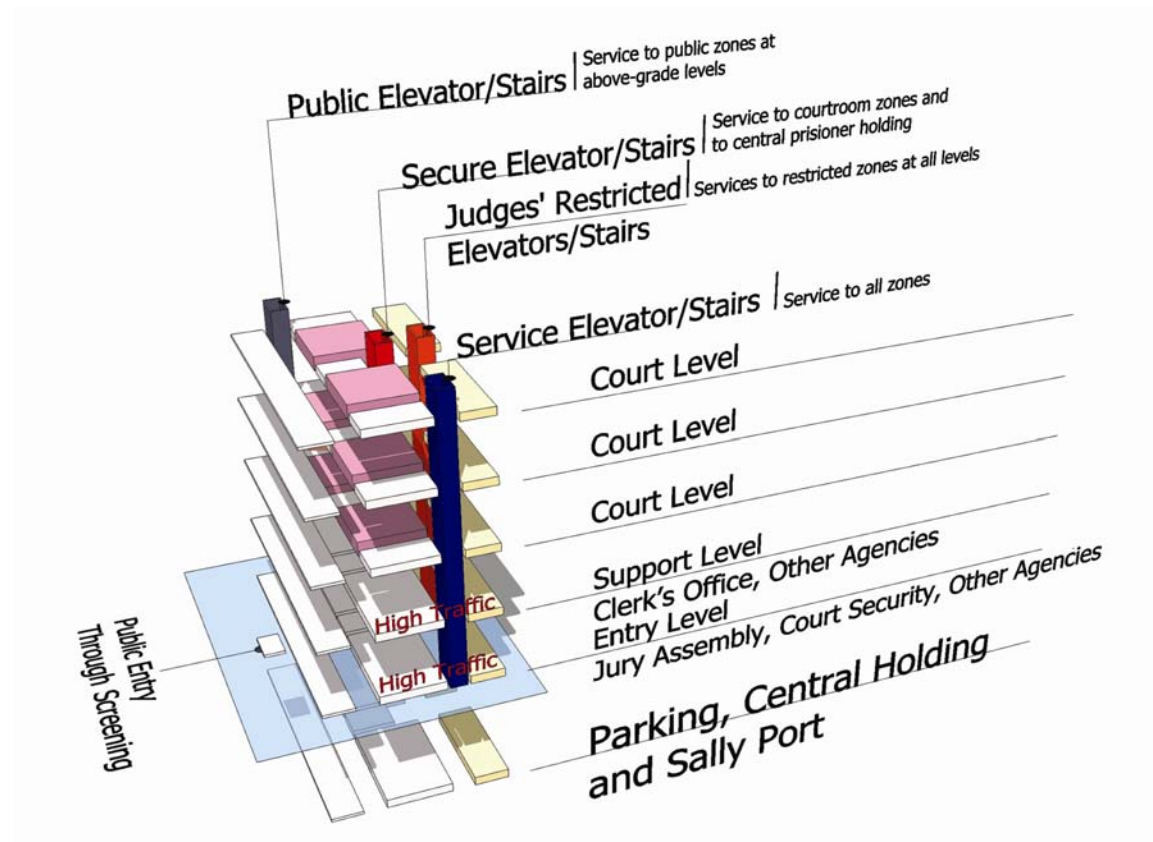 Public Elevator/Stairs
Service to public zones at
above-grade levels
Secure Elevator/Stairs
Service to courtroom zones and
to central prisioner holding
Judges' Restricted
Elevators/Stairs
Services to restricted zones at all levels
Service Elevator/Stairs
Service to all zones
Court Level
Court Level
Court Level
Support Level
Clerk's Office, Other Agencies
Entry Level
Jury Assembly, Court Security, Other Agencies
High Traffic
High Traffic
Public Entry
Through Screening
Parking, Central Holding
and Sally Port